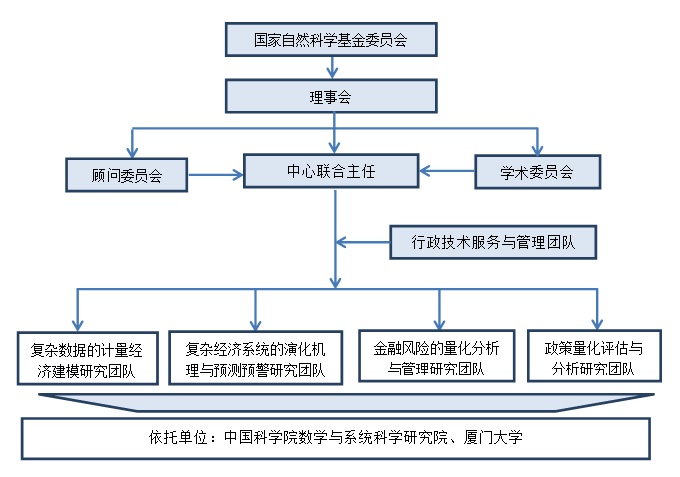 国家自然科学基金委员会
理事会
顾问委员会
中心联合主任
学术委员会
行政技术服务与管理团队
复杂数据的计量经
济建模研究团队
复杂经济系统的演化机
理与预测预警研究团队
金融风险的量化分析
与管理研究团队
政策量化评估与
分析研究团队
依托单位：中国科学院数学与系统科学研究院、厦门大学